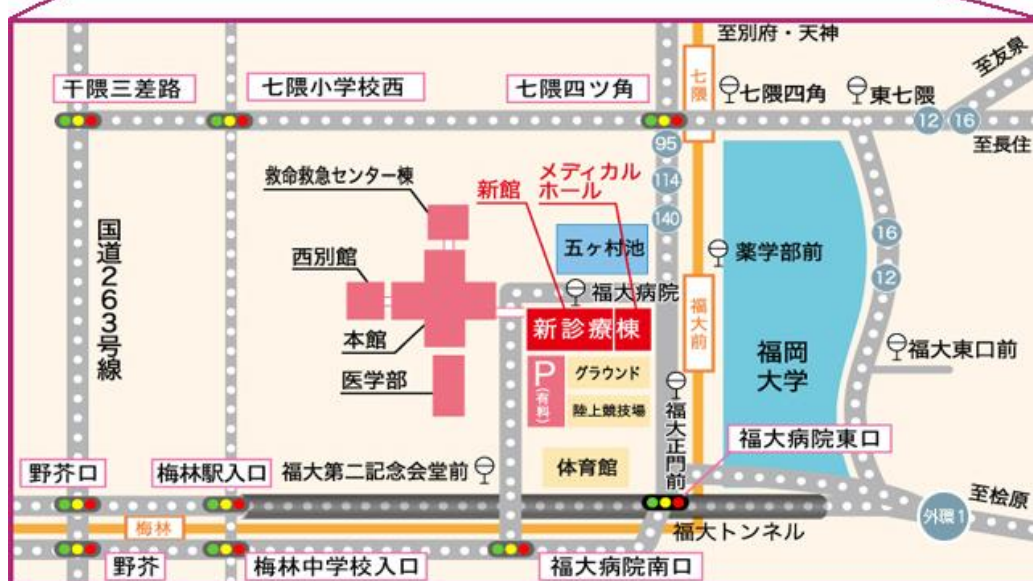 至別府・天神
至友泉
干隈三差路
七隈小学校西
七隈四ツ角
七隈
七隈四角
東七隈
12
16
至長住
95
114
140
救命救急センター棟
新館
メディカル
ホール
国道263号線
西別館
五ヶ村池
薬学部前
16
12
福大病院
本館
新診療棟
福大前
福岡
大学
福大東口前
医学部
P
(有料)
グラウンド
陸上競技場
福大正門前
福大病院東口
野芥口
梅林駅入口
福大第二記念会堂前
体育館
至桧原
外環1
梅林
福大トンネル
野芥
梅林中学校入口
福大病院南口